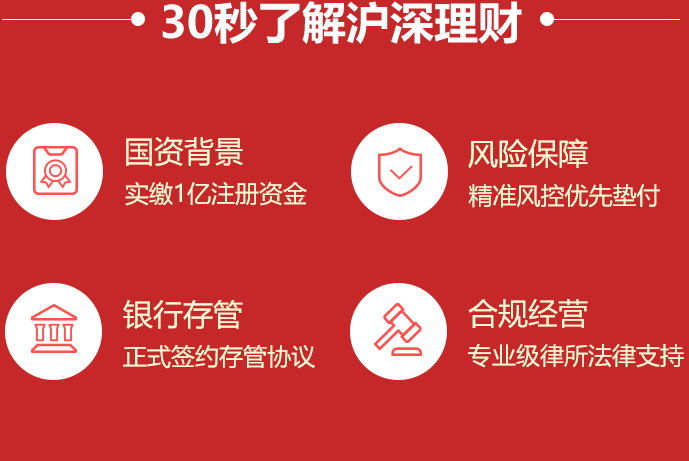 30秒了解沪深理财
国资背景
实缴1亿注册资金
风险保障
精准风控优先垫付
银行存管
正式签约存管协议
合规经营
专业级律所法律支持